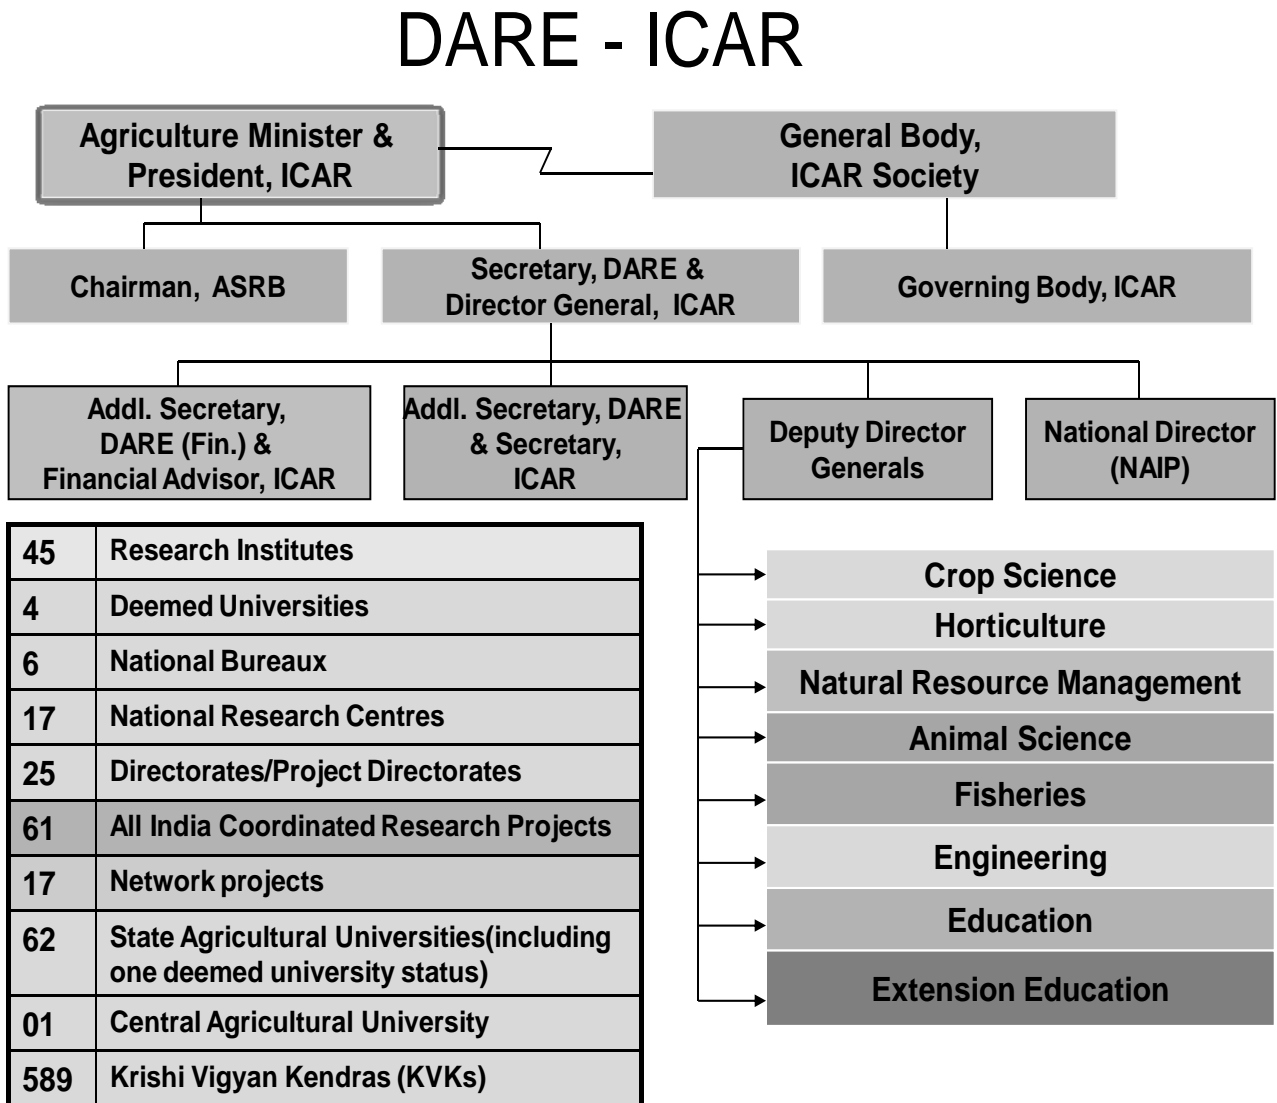 DARE - ICAR
Agriculture Minister &
President, ICAR
General Body,
ICAR Society
Chairman, ASRB
Secretary, DARE &
Director General, ICAR
Governing Body, ICAR
Addl. Secretary,
DARE (Fin.) &
Financial Advisor, ICAR
Addl. Secretary, DARE
& Secretary,
ICAR
Deputy Director
Generals
National Director
(NAIP)
45 Research Institutes
4 Deemed Universities
6 National Bureaux
17 National Research Centres
25 Directorates/Project Directorates
61 All India Coordinated Research Projects
17 Network projects
62 State Agricultural Universities(including
one deemed university status)
01 Central Agricultural University
589 Krishi Vigyan Kendras (KVKs)
Crop Science
Horticulture
Natural Resource Management
Animal Science
Fisheries
Engineering
Education
Extension Education